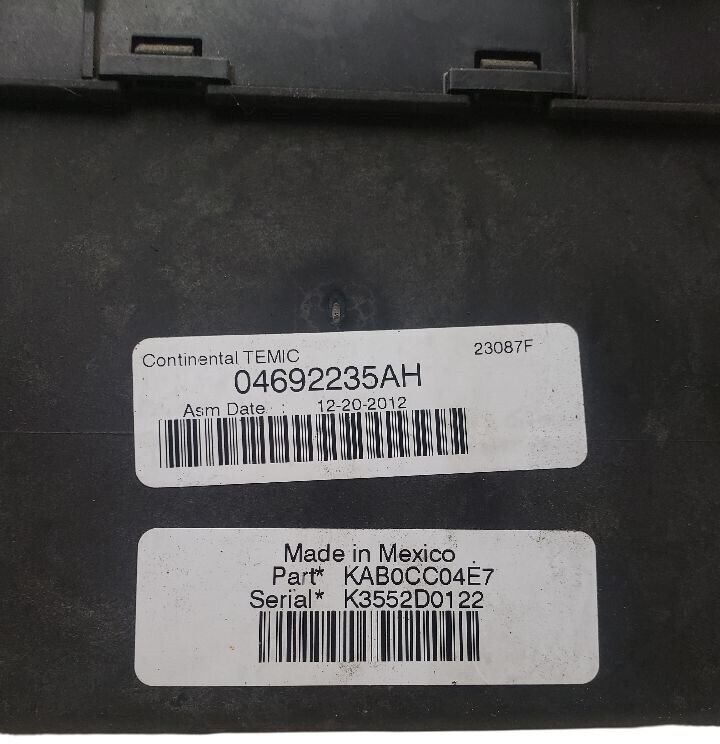 Continental TEMIC 23087F
04692235AH
Asm Date : 12-20-2012
Made in Mexico
Part* KAB0CC04E7
Serial* K3552D0122